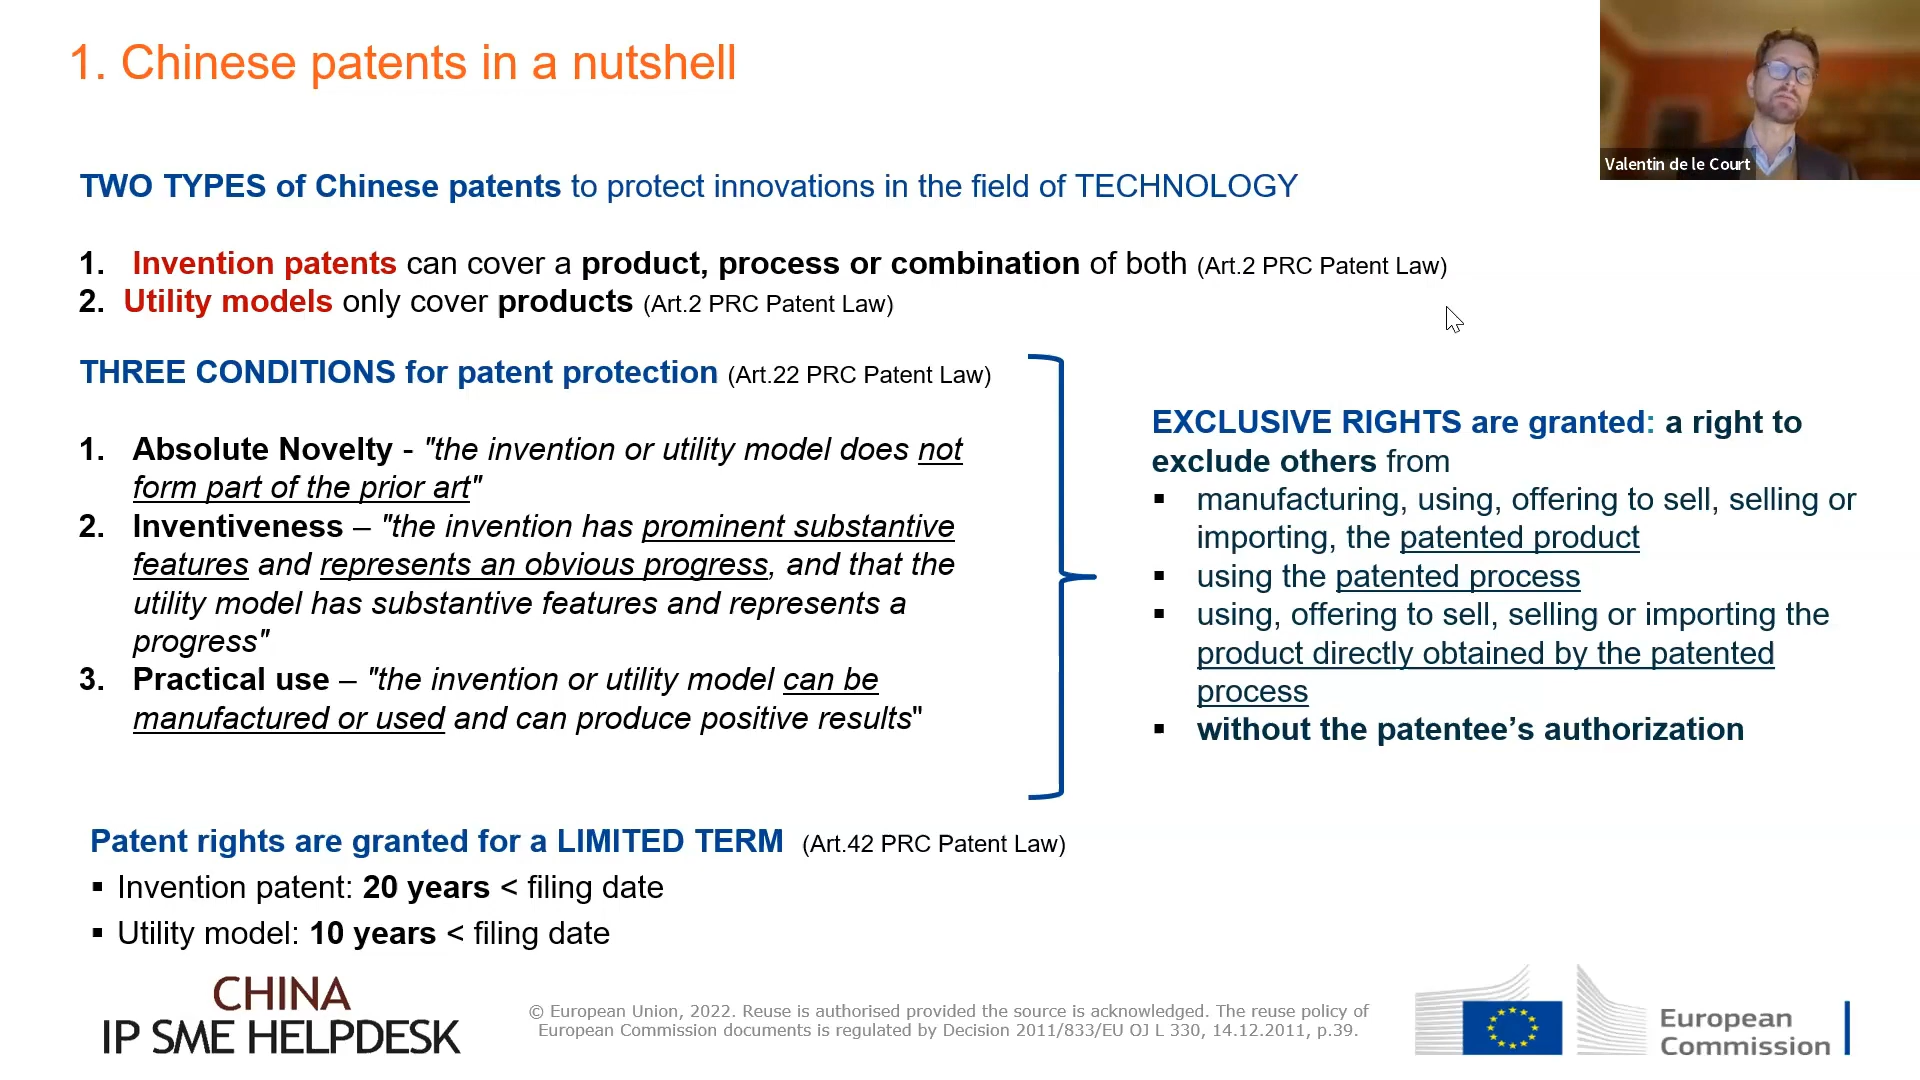 1. Chinese patents in a nutshell
Valentin de le Court
TWO TYPES of Chinese patents to protect innovations in the field of TECHNOLOGY
1. Invention patents can cover a product, process or combination of both (Art.2 PRC Patent Law)
2. Utility models only cover products (Art.2 PRC Patent Law)
THREE CONDITIONS for patent protection (Art.22 PRC Patent Law)
1. Absolute Novelty - "the invention or utility model does not
form part of the prior art"
2. Inventiveness – "the invention has prominent substantive
features and represents an obvious progress, and that the
utility model has substantive features and represents a
progress"
3. Practical use – "the invention or utility model can be
manufactured or used and can produce positive results"
EXCLUSIVE RIGHTS are granted: a right to
exclude others from
▪ manufacturing, using, offering to sell, selling or
importing, the patented product
▪ using the patented process
▪ using, offering to sell, selling or importing the
product directly obtained by the patented
process
▪ without the patentee’s authorization
Patent rights are granted for a LIMITED TERM (Art.42 PRC Patent Law)
▪ Invention patent: 20 years < filing date
▪ Utility model: 10 years < filing date
CHINA
IP SME HELPDESK
© European Union, 2022. Reuse is authorised provided the source is acknowledged. The reuse policy of
European Commission documents is regulated by Decision 2011/833/EU OJ L 330, 14.12.2011, p.39.
European
Commission